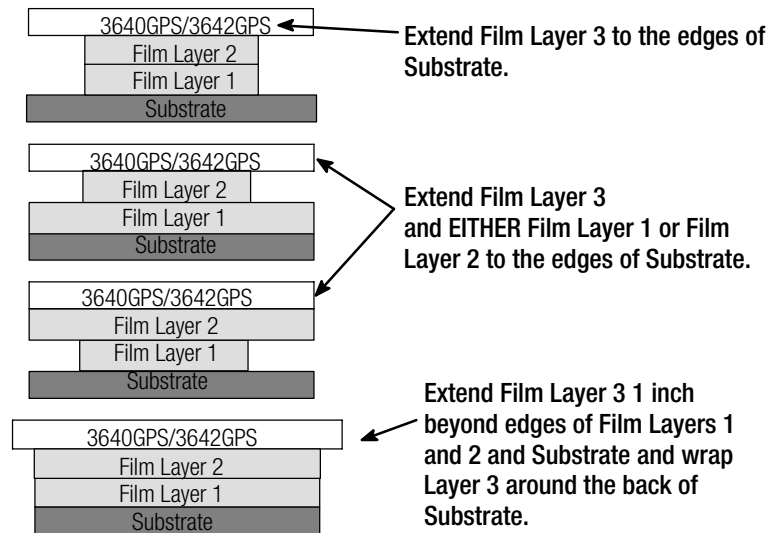 3640GPS/3642GPS
Film Layer 2
Film Layer 1
Substrate
Extend Film Layer 3 to the edges of
Substrate.
3640GPS/3642GPS
Film Layer 2
Film Layer 1
Substrate
Extend Film Layer 3
and EITHER Film Layer 1 or Film
Layer 2 to the edges of Substrate.
3640GPS/3642GPS
Film Layer 2
Film Layer 1
Substrate
3640GPS/3642GPS
Film Layer 2
Film Layer 1
Substrate
Extend Film Layer 3 1 inch
beyond edges of Film Layers 1
and 2 and Substrate and wrap
Layer 3 around the back of
Substrate.